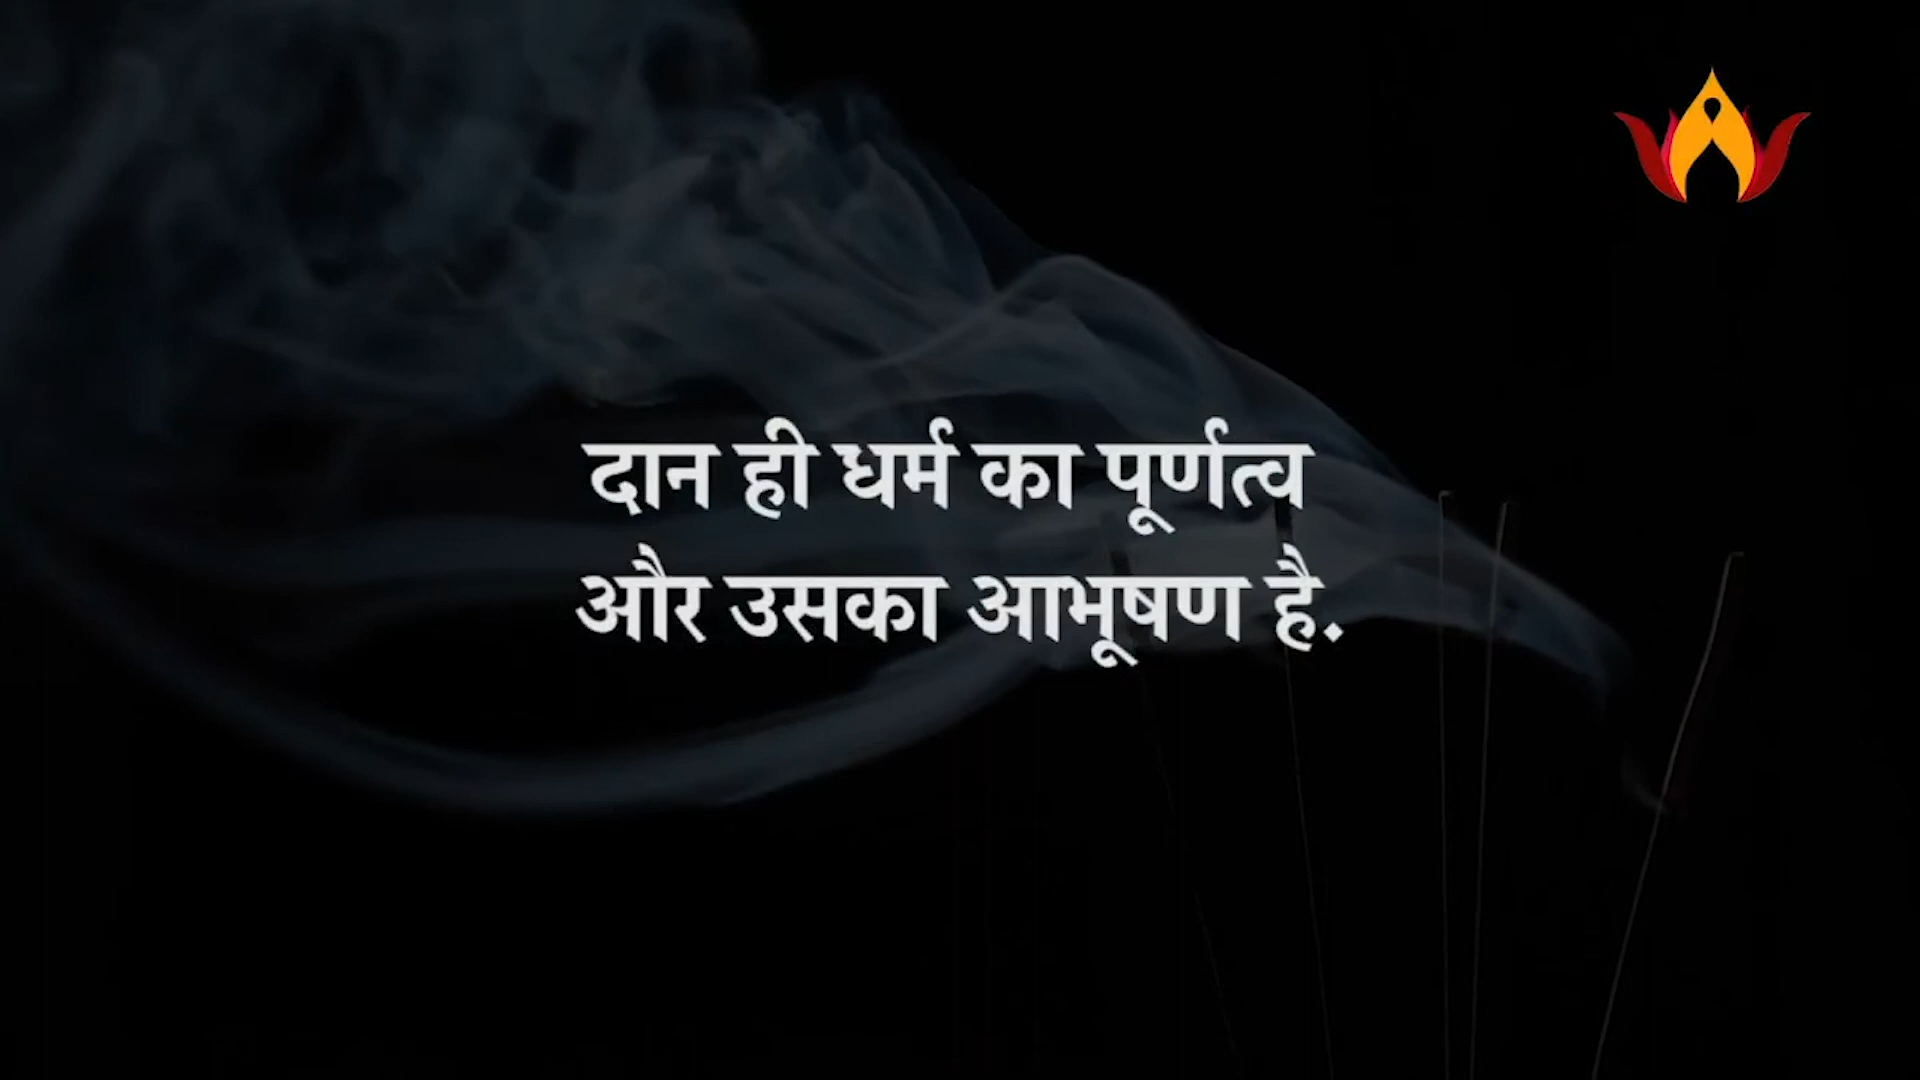 दान ही धर्म का पूर्णत्व
और उसका आभूषण है.